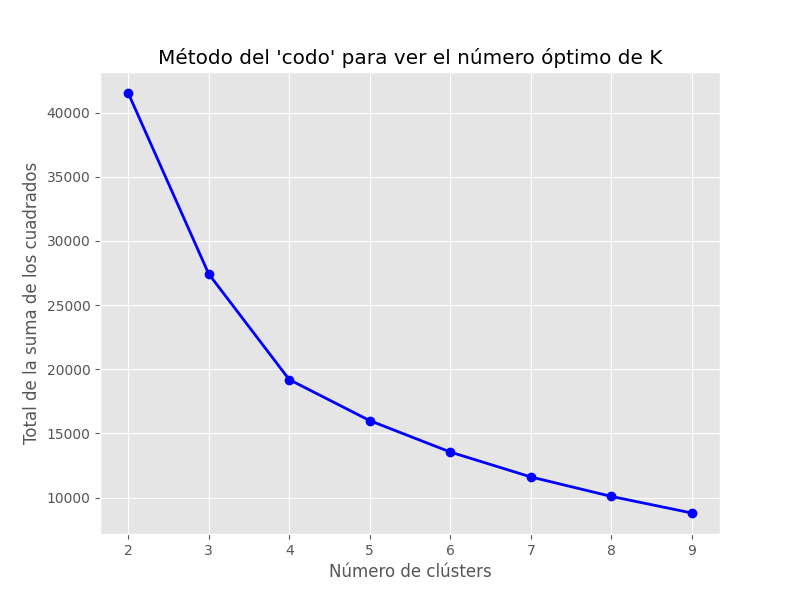 Método del 'codo' para ver el número óptimo de K
Total de la suma de los cuadrados
40000
35000
30000
25000
20000
15000
10000
2 3 4 5 6 7 8 9
Número de clústers